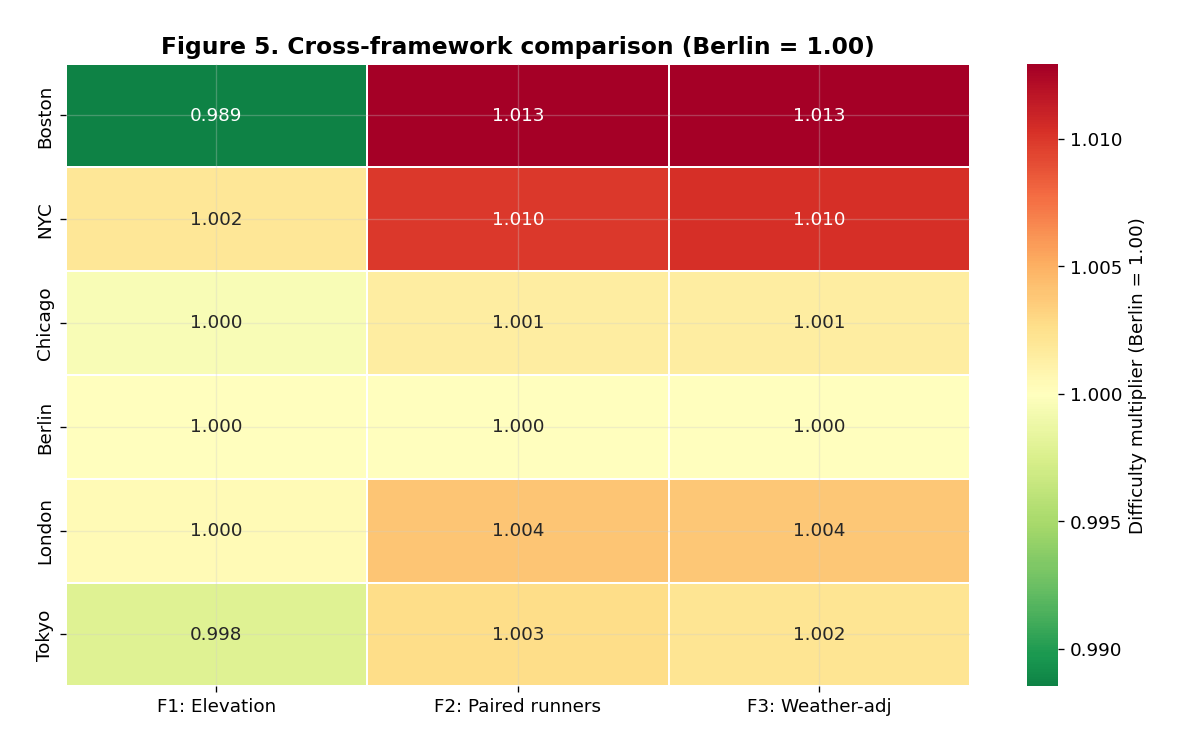 Figure 5. Cross-framework comparison (Berlin = 1.00)
Boston 0.989 1.013 1.013
NYC 1.002 1.010 1.010
Chicago 1.000 1.001 1.001
Berlin 1.000 1.000 1.000
London 1.000 1.004 1.004
Tokyo 0.998 1.003 1.002
F1: Elevation F2: Paired runners F3: Weather-adj
1.010
1.005
1.000
0.995
0.990
Difficulty multiplier (Berlin = 1.00)